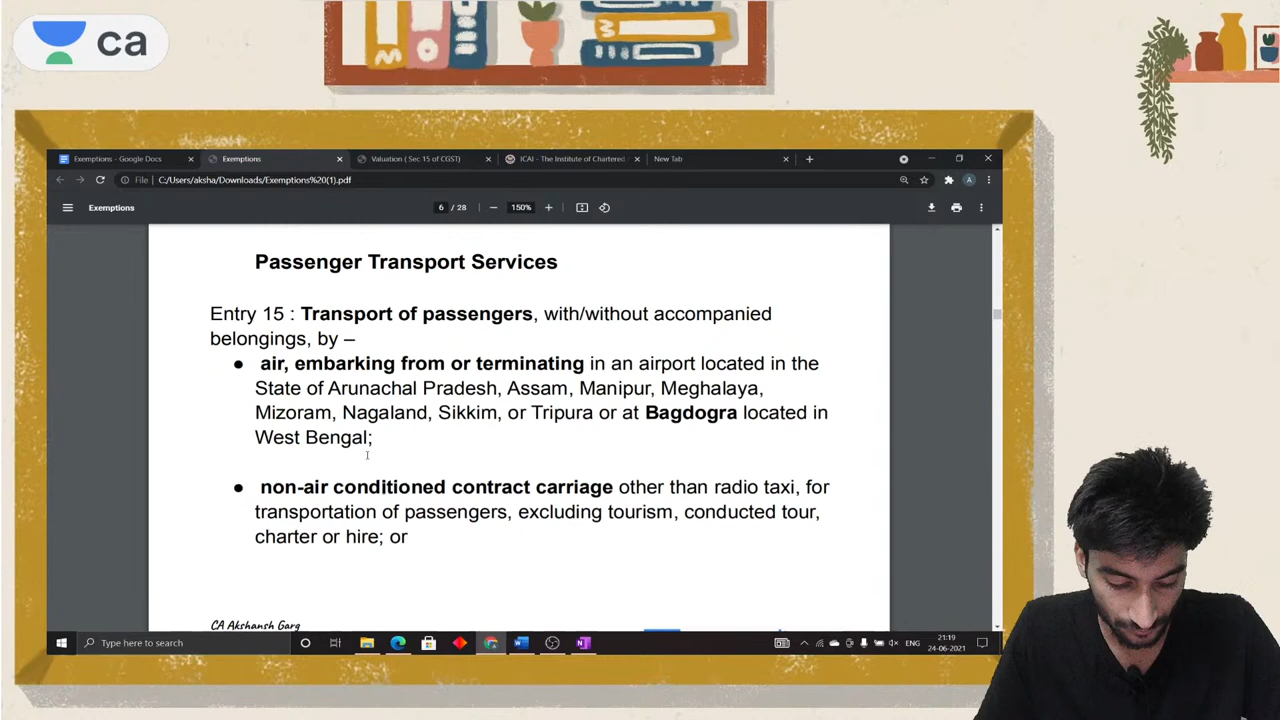 ca
Exemptions - Google Docs
Exemptions
Valuation ( Sec 15 of CGST)
ICAI - The Institute of Chartered
New Tab
File
C:/Users/aksha/Downloads/Exemptions%20(1).pdf
A
Exemptions
6 / 28
150%
Passenger Transport Services
Entry 15 : Transport of passengers, with/without accompanied
belongings, by –
● air, embarking from or terminating in an airport located in the
State of Arunachal Pradesh, Assam, Manipur, Meghalaya,
Mizoram, Nagaland, Sikkim, or Tripura or at Bagdogra located in
West Bengal;
● non-air conditioned contract carriage other than radio taxi, for
transportation of passengers, excluding tourism, conducted tour,
charter or hire; or
CA Akshansh Garg
Type here to search
ENG
21:19
24-06-2021